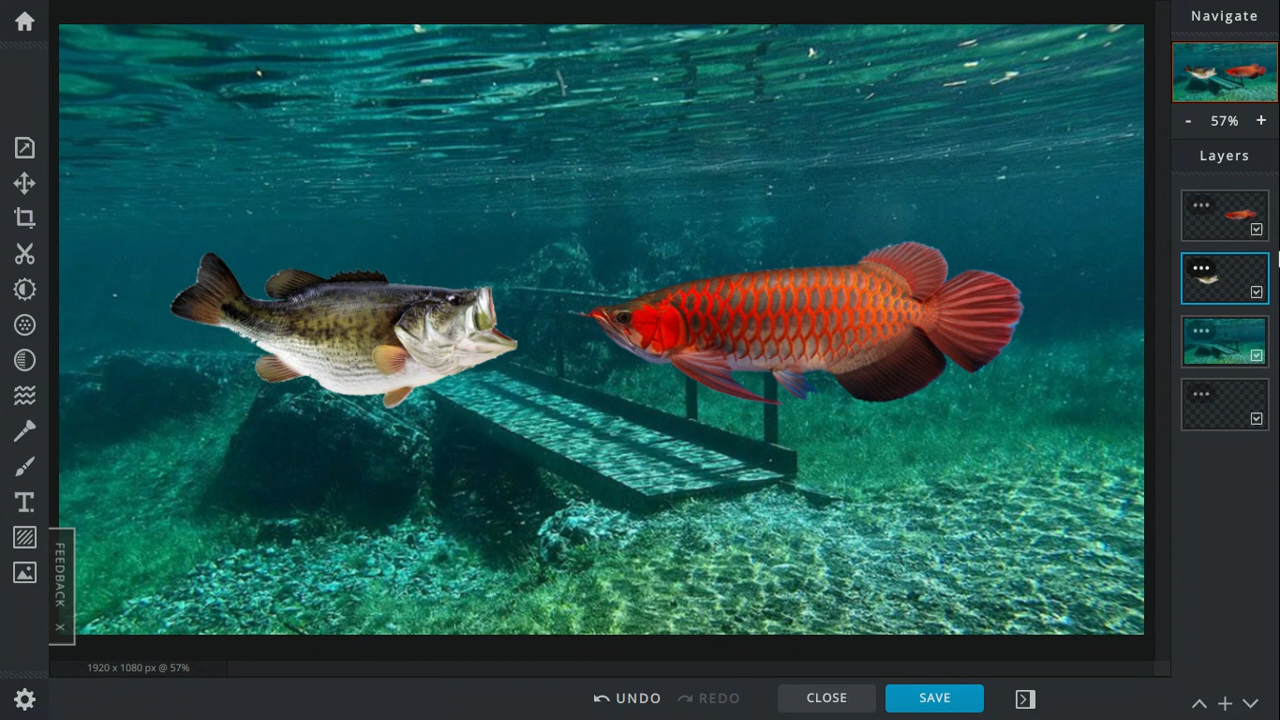 Navigate
- 57% +
Layers
FEEDBACK X
1920 x 1080 px @ 57%
UNDO REDO CLOSE SAVE